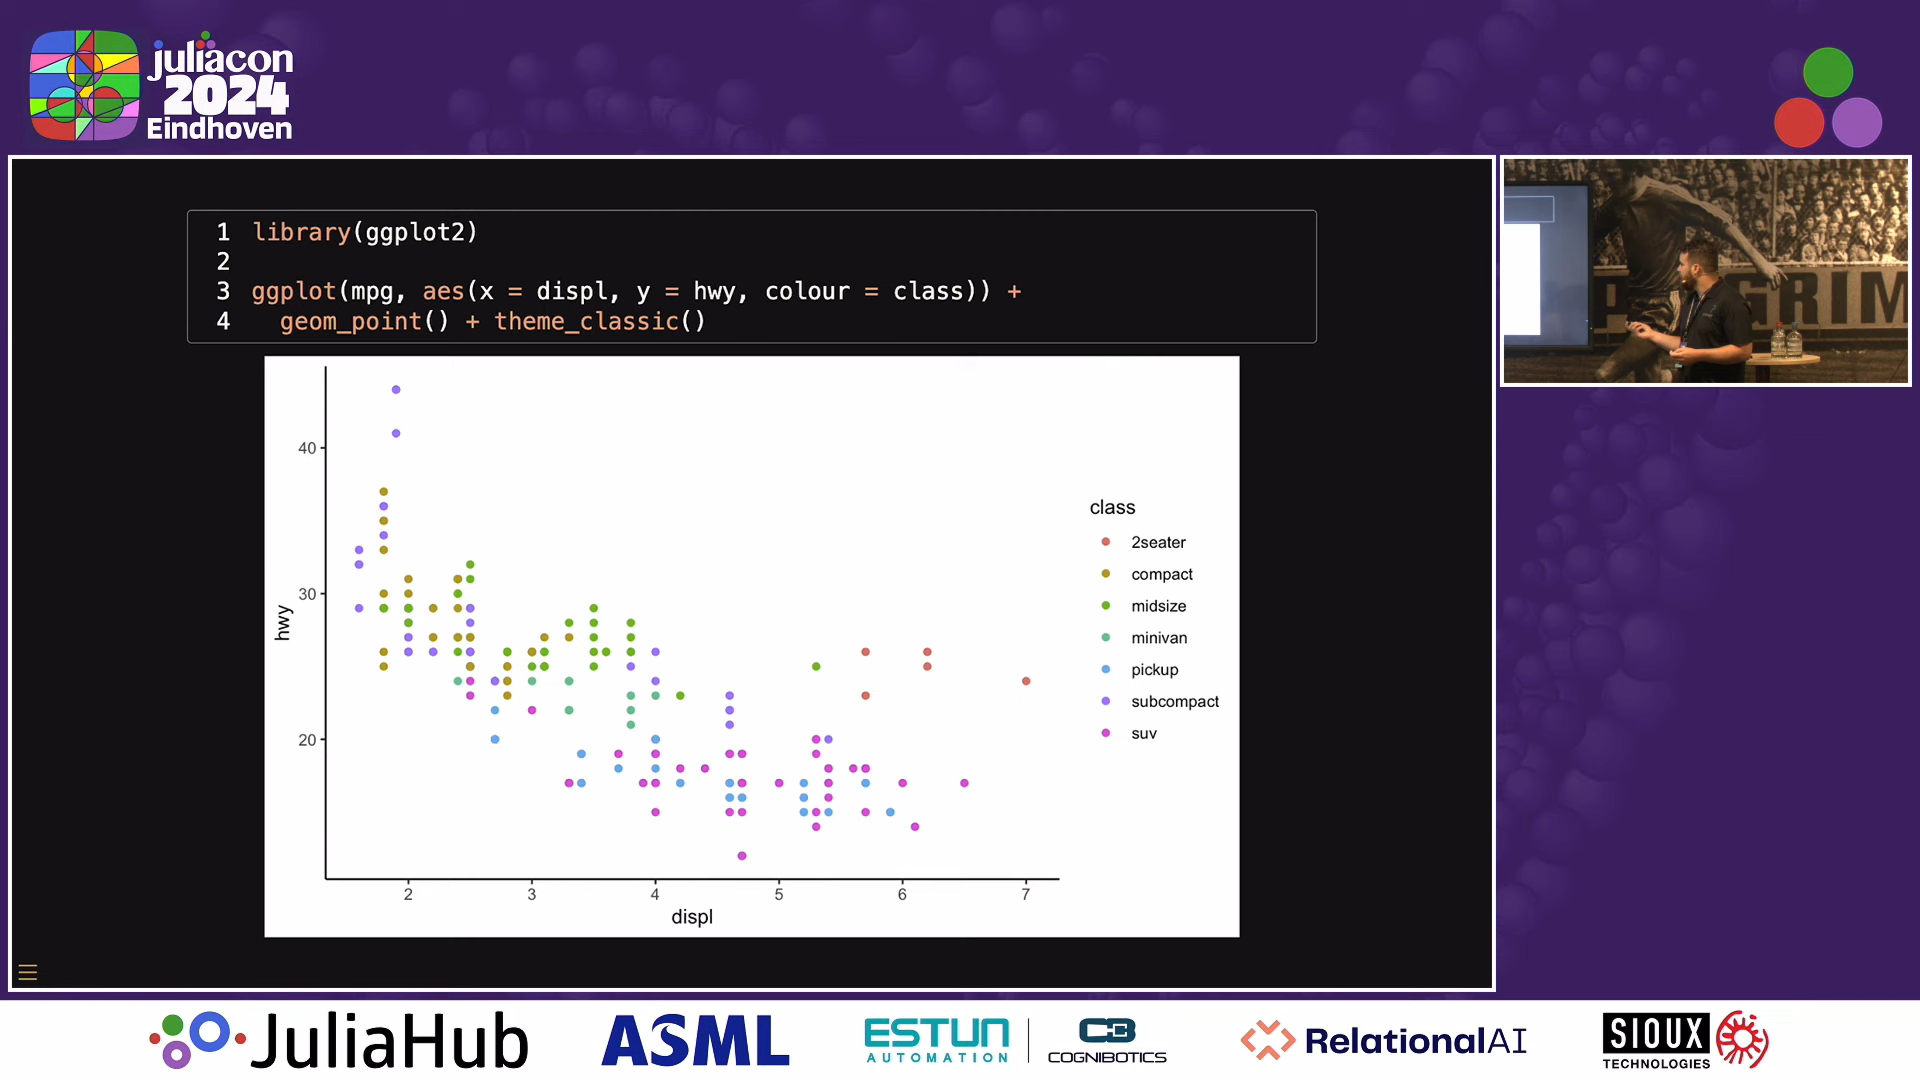 juliacon
2024
Eindhoven
1 library(ggplot2)
2
3 ggplot(mpg, aes(x = displ, y = hwy, colour = class)) +
4 geom_point() + theme_classic()
40
30
20
hwy
2 3 4 5 6 7
displ
class
2seater
compact
midsize
minivan
pickup
subcompact
suv
GRIM
JuliaHub
ASML
ESTUN
AUTOMATION
COGNIBOTICS
RelationalAI
SIOUX
TECHNOLOGIES